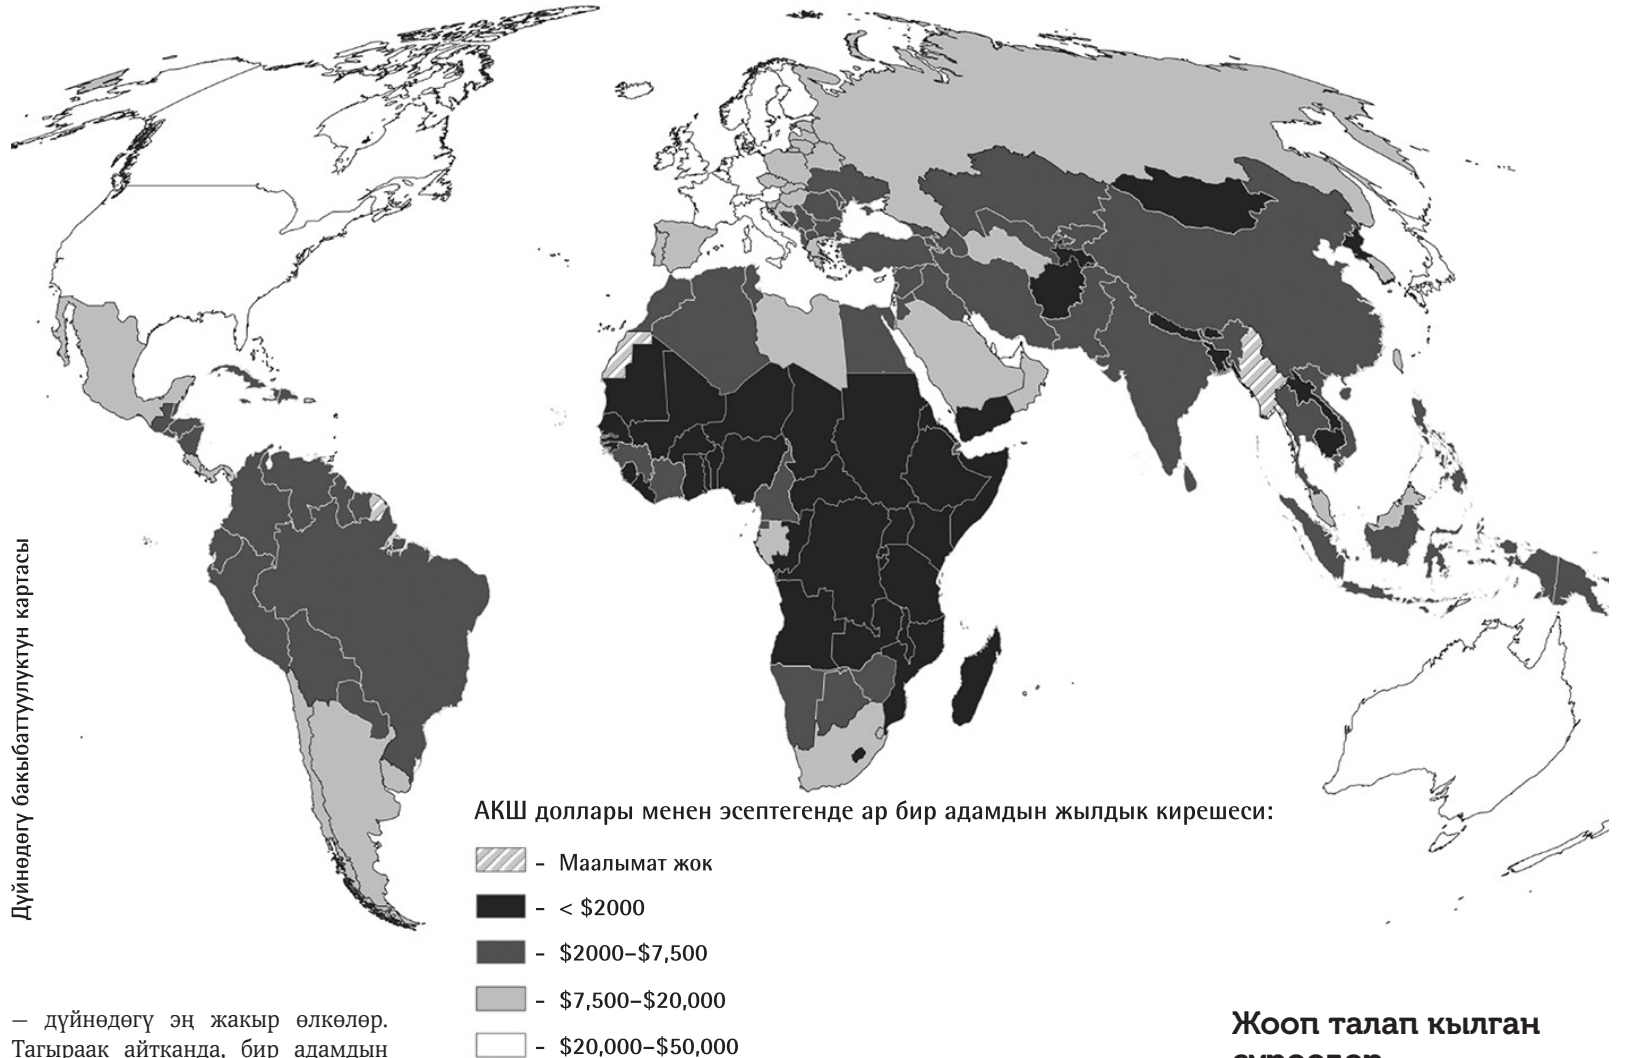 Дүйнөдөгү бакыбаттуулуктун картасы
АКШ доллары менен эсептегенде ар бир адамдын жылдык кирешеси:
- Маалымат жок
- < $2000
- $2000–$7,500
- $7,500–$20,000
- $20,000–$50,000
— дүйнөдөгү эң жакыр өлкөлөр.
Тагыраак айтканда, бир адамдын
Жооп талап кылган